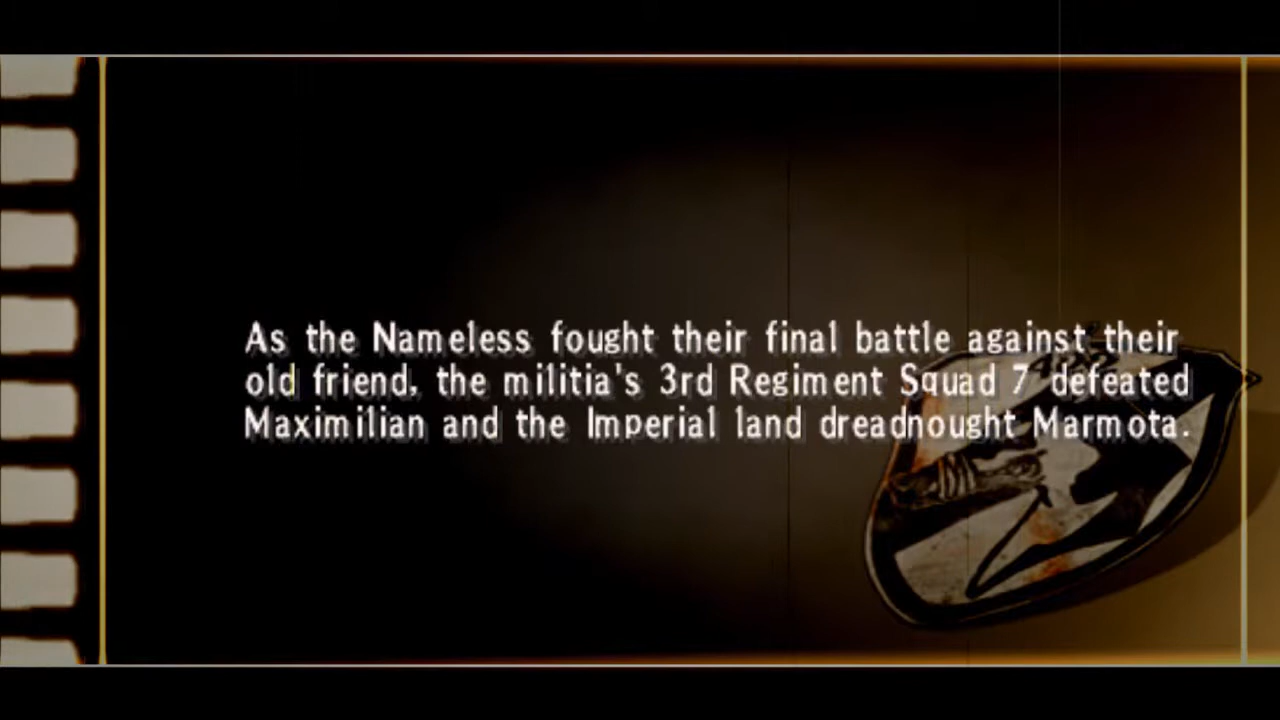 As the Nameless fought their final battle against their
old friend, the militia's 3rd Regiment Squad 7 defeated
Maximilian and the Imperial land dreadnought Marmota.